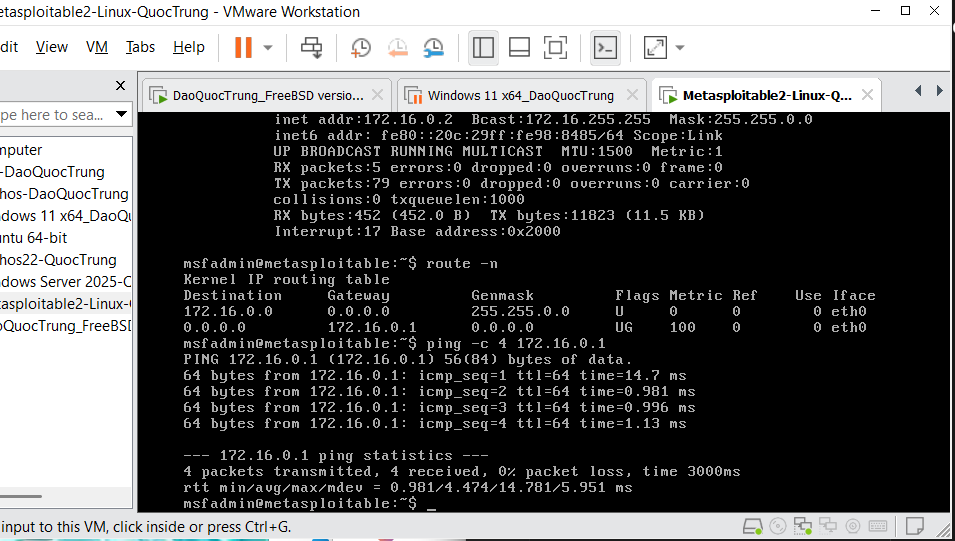 etasploitable2-Linux-QuocTrung - VMware Workstation
dit View VM Tabs Help
pe here to sea...
DaoQuocTrung_FreeBSD versio...
Windows 11 x64_DaoQuocTrung
Metasploitable2-Linux-Q...
mputer
-DaoQuocTrung
hos-DaoQuocTrung
dows 11 x64_DaoQu
untu 64-bit
hos22-QuocTrung
dows Server 2025-C
tasploitable2-Linux-
oQuocTrung_FreeBSD
inet addr:172.16.0.2 Bcast:172.16.255.255 Mask:255.255.0.0
inet6 addr: fe80::20c:29ff:fe98:8485/64 Scope:Link
UP BROADCAST RUNNING MULTICAST MTU:1500 Metric:1
RX packets:5 errors:0 dropped:0 overruns:0 frame:0
TX packets:79 errors:0 dropped:0 overruns:0 carrier:0
collisions:0 txqueuelen:1000
RX bytes:452 (452.0 B) TX bytes:11823 (11.5 KB)
Interrupt:17 Base address:0x2000
msfadmin@metasploitable:~$ route -n
Kernel IP routing table
Destination Gateway Genmask Flags Metric Ref Use Iface
172.16.0.0 0.0.0.0 255.255.0.0 U 0 0 0 eth0
0.0.0.0 172.16.0.1 0.0.0.0 UG 100 0 0 eth0
msfadmin@metasploitable:~$ ping -c 4 172.16.0.1
PING 172.16.0.1 (172.16.0.1) 56(84) bytes of data.
64 bytes from 172.16.0.1: icmp_seq=1 ttl=64 time=14.7 ms
64 bytes from 172.16.0.1: icmp_seq=2 ttl=64 time=0.981 ms
64 bytes from 172.16.0.1: icmp_seq=3 ttl=64 time=0.996 ms
64 bytes from 172.16.0.1: icmp_seq=4 ttl=64 time=1.13 ms
--- 172.16.0.1 ping statistics ---
4 packets transmitted, 4 received, 0% packet loss, time 3000ms
rtt min/avg/max/mdev = 0.981/4.474/14.781/5.951 ms
msfadmin@metasploitable:~$ _
input to this VM, click inside or press Ctrl+G.